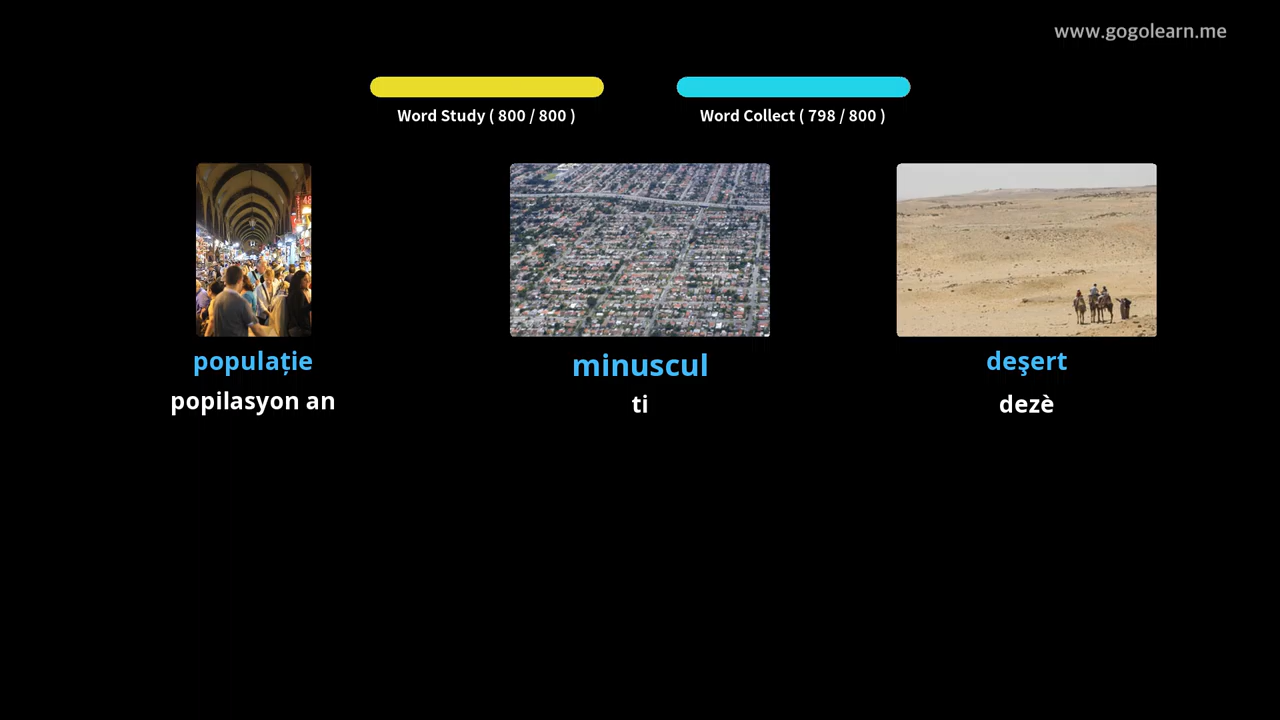 www.gogolearn.me
Word Study ( 800 / 800 )
Word Collect ( 798 / 800 )
populație
minuscul
deşert
popilasyon an
ti
dezè